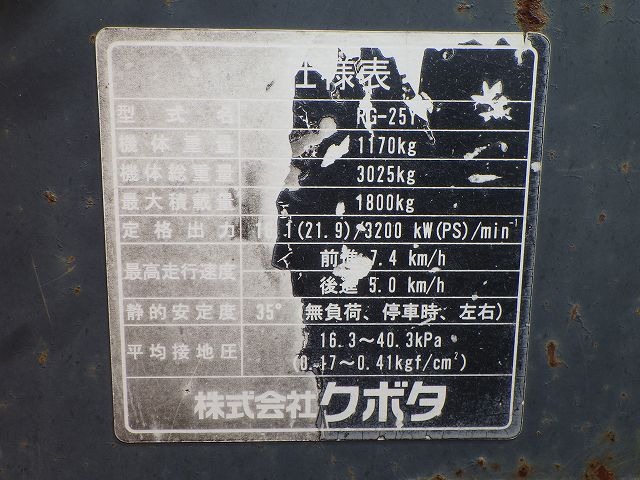 仕様表
型式名 RG-25Y
機体重量 1170kg
機体総重量 3025kg
最大積載量 1800kg
定格出力 16.1(21.9)/3200 kW(PS)/min⁻¹
最高走行速度 前進 7.4 km/h
後進 5.0 km/h
静的安定度 35° (無負荷、停車時、左右)
平均接地圧 16.3～40.3kPa
(0.17～0.41kgf/cm²)
株式会社クボタ